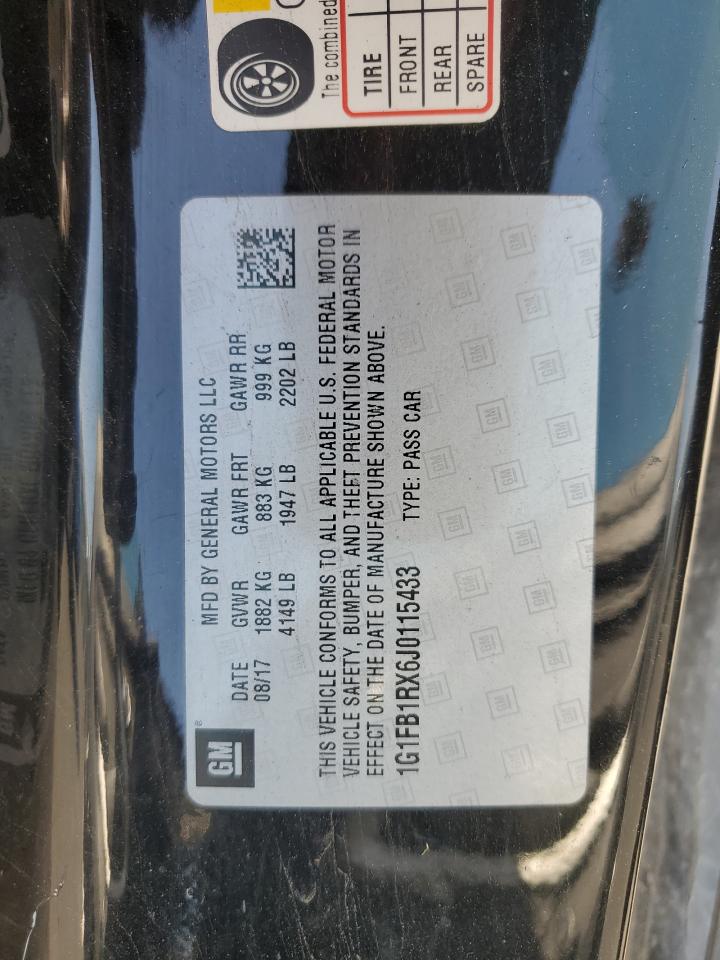 GM
®
MFD BY GENERAL MOTORS LLC
DATE GVWR GAWR FRT GAWR RR
08/17 1882 KG 883 KG 999 KG
4149 LB 1947 LB 2202 LB
THIS VEHICLE CONFORMS TO ALL APPLICABLE U.S. FEDERAL MOTOR
VEHICLE SAFETY, BUMPER, AND THEFT PREVENTION STANDARDS IN
EFFECT ON THE DATE OF MANUFACTURE SHOWN ABOVE.
1G1FB1RX6J0115433 TYPE: PASS CAR
The combined
TIRE
FRONT
REAR
SPARE